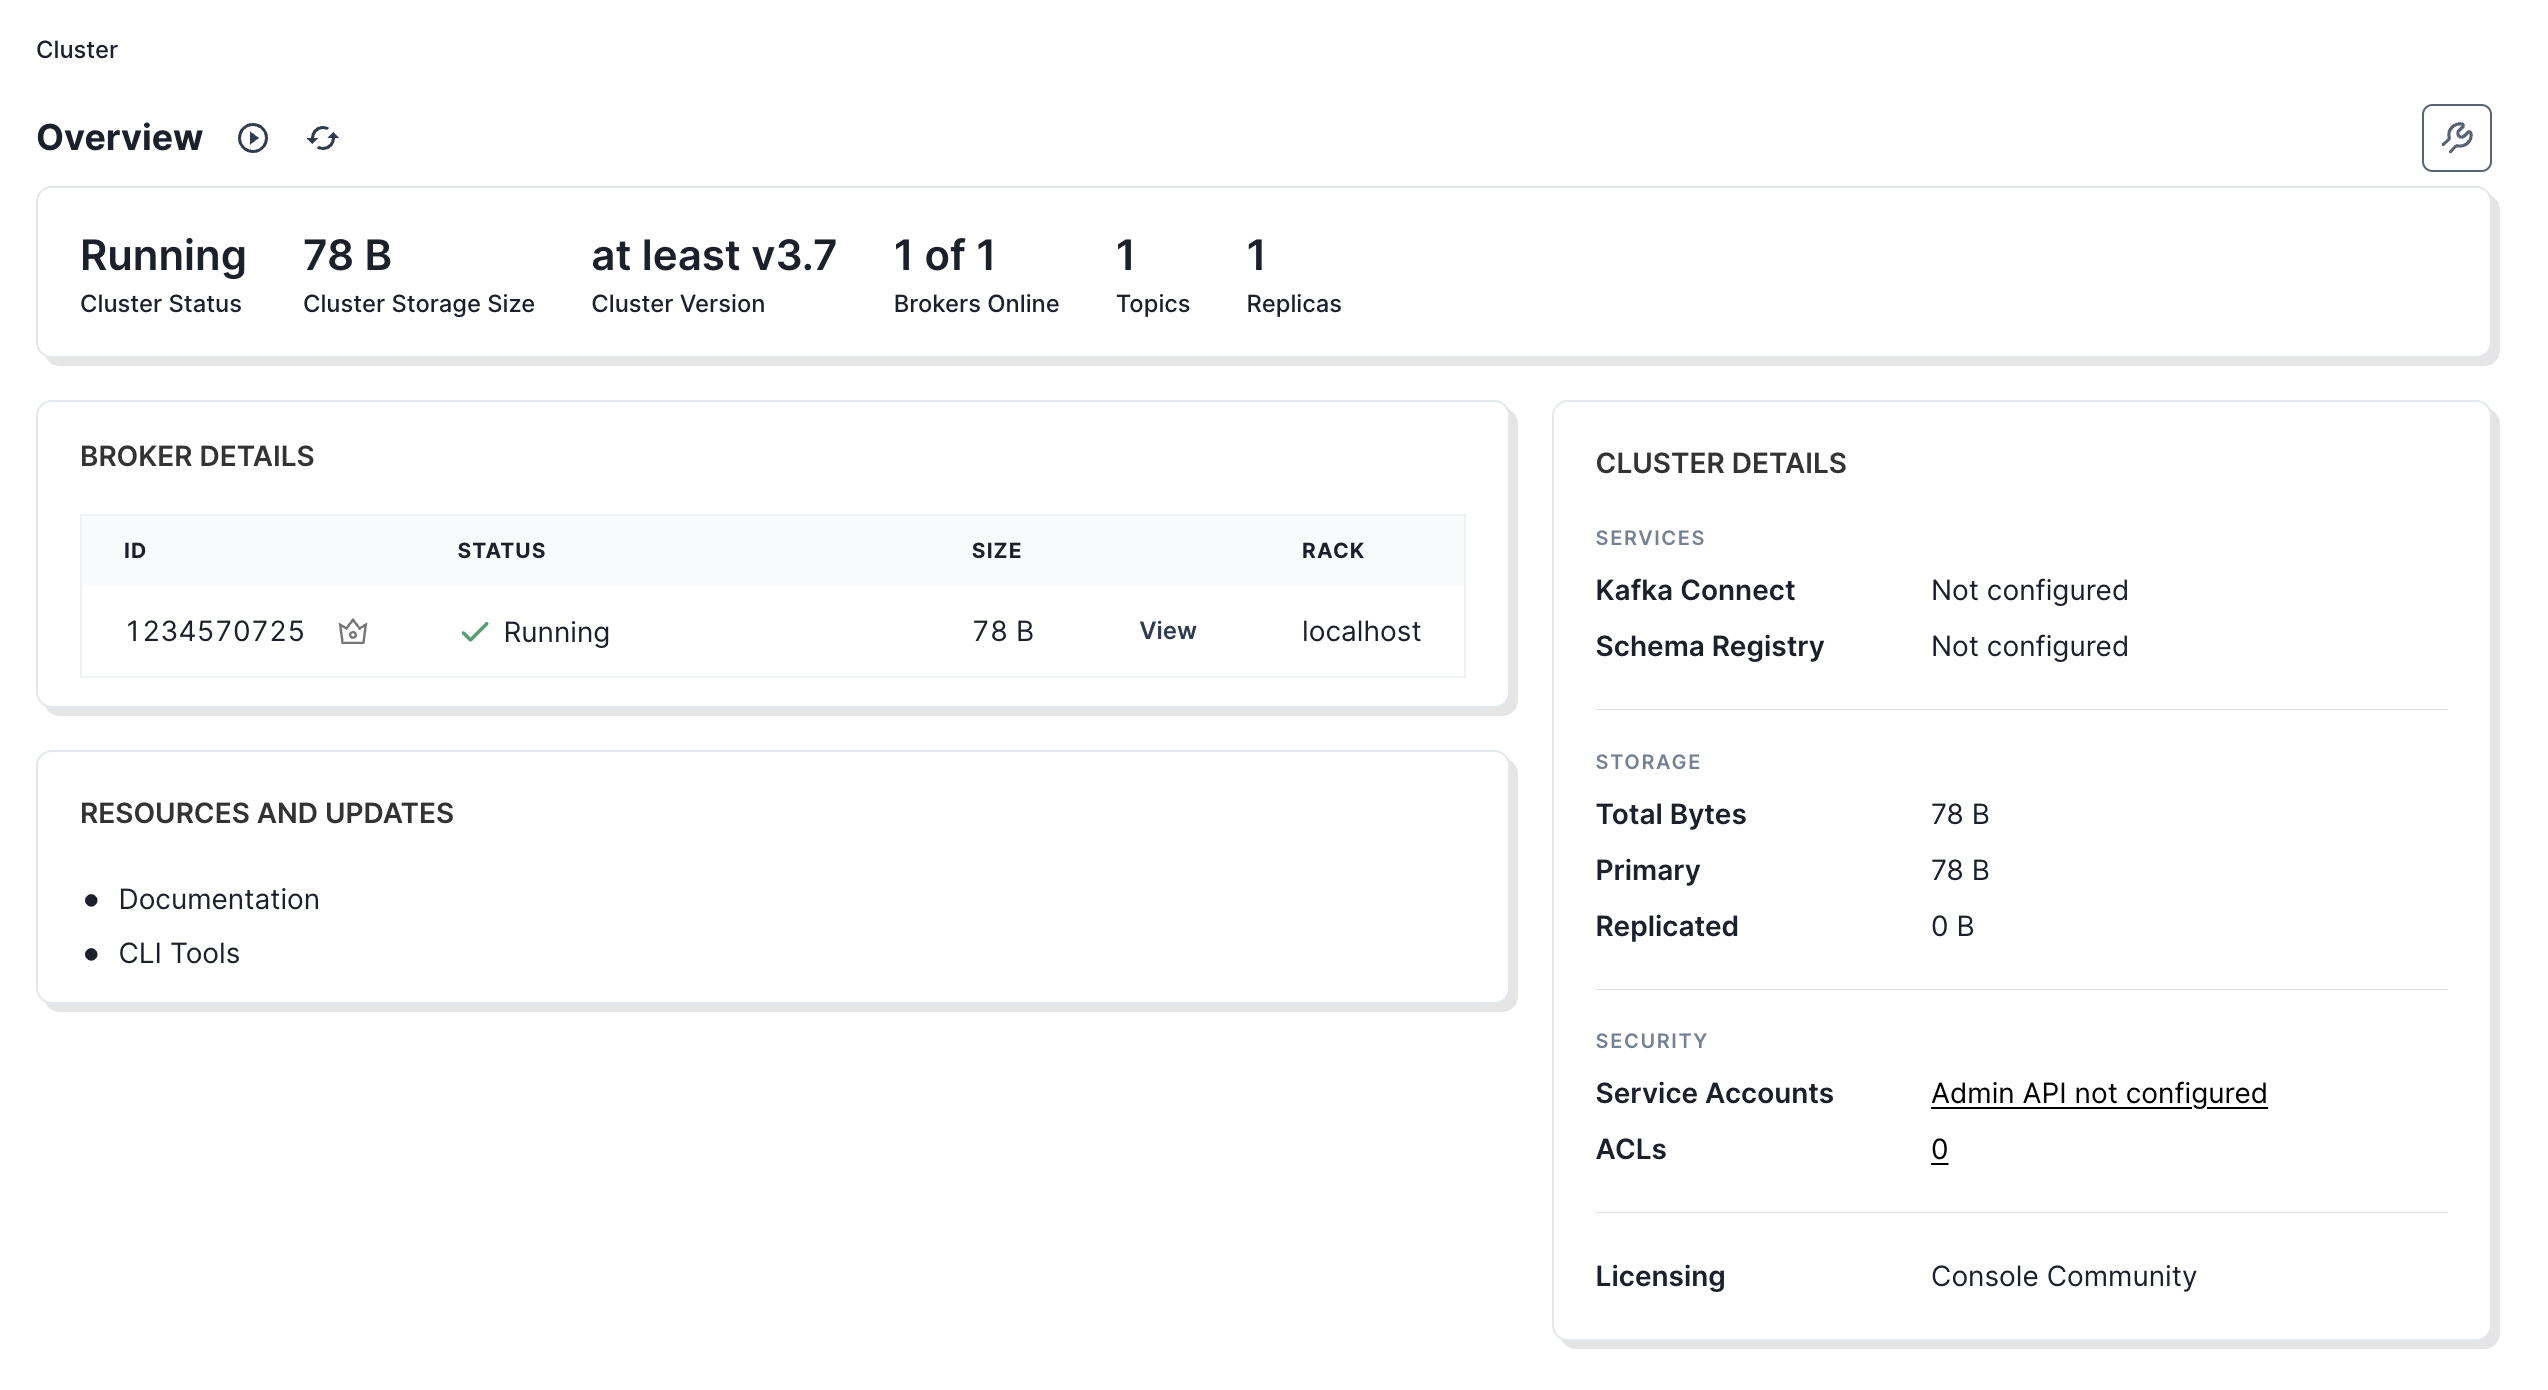 Cluster
Overview
Running
Cluster Status
78 B
Cluster Storage Size
at least v3.7
Cluster Version
1 of 1
Brokers Online
1
Topics
1
Replicas
BROKER DETAILS
ID STATUS SIZE RACK
1234570725 Running 78 B View localhost
RESOURCES AND UPDATES
Documentation
CLI Tools
CLUSTER DETAILS
SERVICES
Kafka Connect Not configured
Schema Registry Not configured
STORAGE
Total Bytes 78 B
Primary 78 B
Replicated 0 B
SECURITY
Service Accounts Admin API not configured
ACLs 0
Licensing Console Community